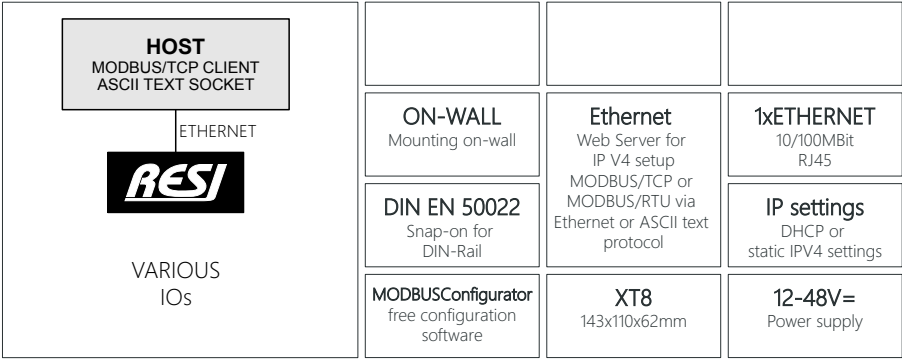 HOST
MODBUS/TCP CLIENT
ASCII TEXT SOCKET
ETHERNET
RESI
VARIOUS
IOs
ON-WALL
Mounting on-wall
Ethernet
Web Server for
IP V4 setup
MODBUS/TCP or
MODBUS/RTU via
Ethernet or ASCII text
protocol
1xETHERNET
10/100MBit
RJ45
DIN EN 50022
Snap-on for
DIN-Rail
IP settings
DHCP or
static IPV4 settings
MODBUSConfigurator
free configuration
software
XT8
143x110x62mm
12-48V=
Power supply